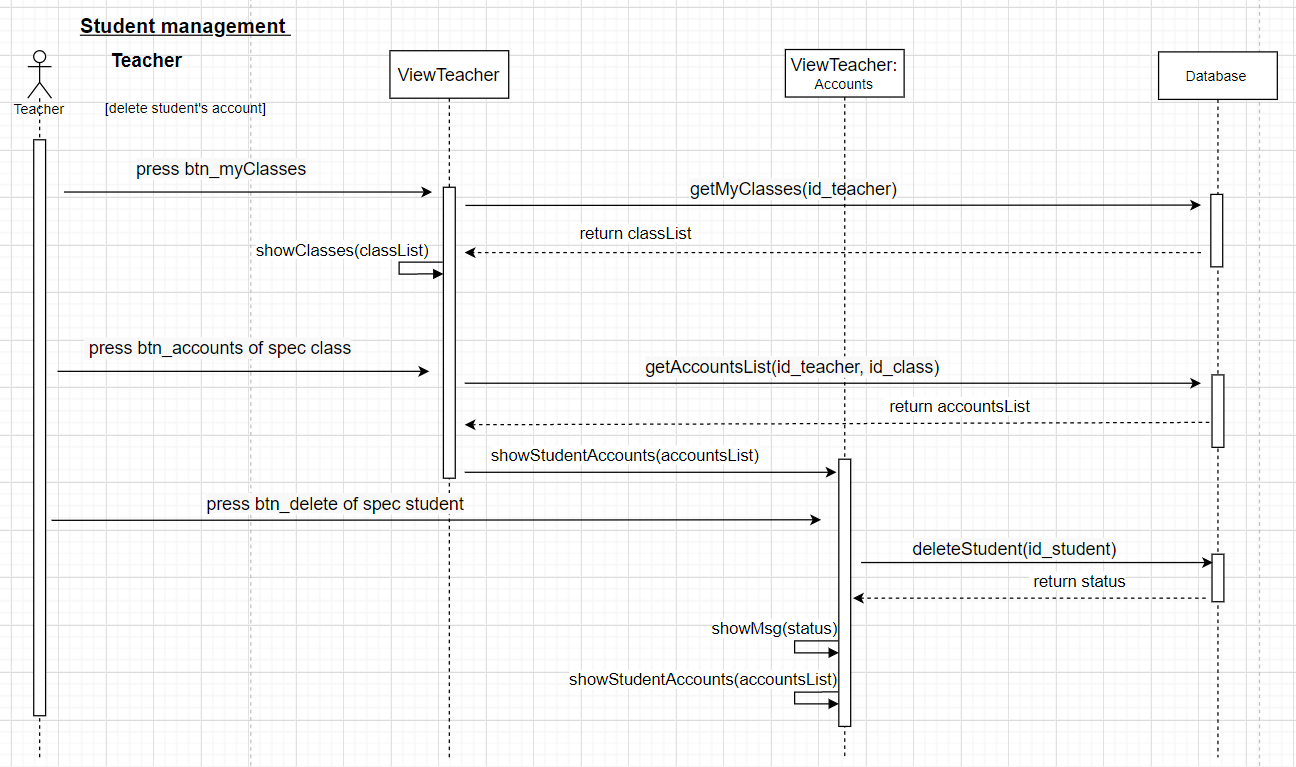 Student management
Teacher
Teacher
[delete student's account]
ViewTeacher
ViewTeacher:
Accounts
Database
press btn_myClasses
getMyClasses(id_teacher)
return classList
showClasses(classList)
press btn_accounts of spec class
getAccountsList(id_teacher, id_class)
return accountsList
showStudentAccounts(accountsList)
press btn_delete of spec student
deleteStudent(id_student)
return status
showMsg(status)
showStudentAccounts(accountsList)